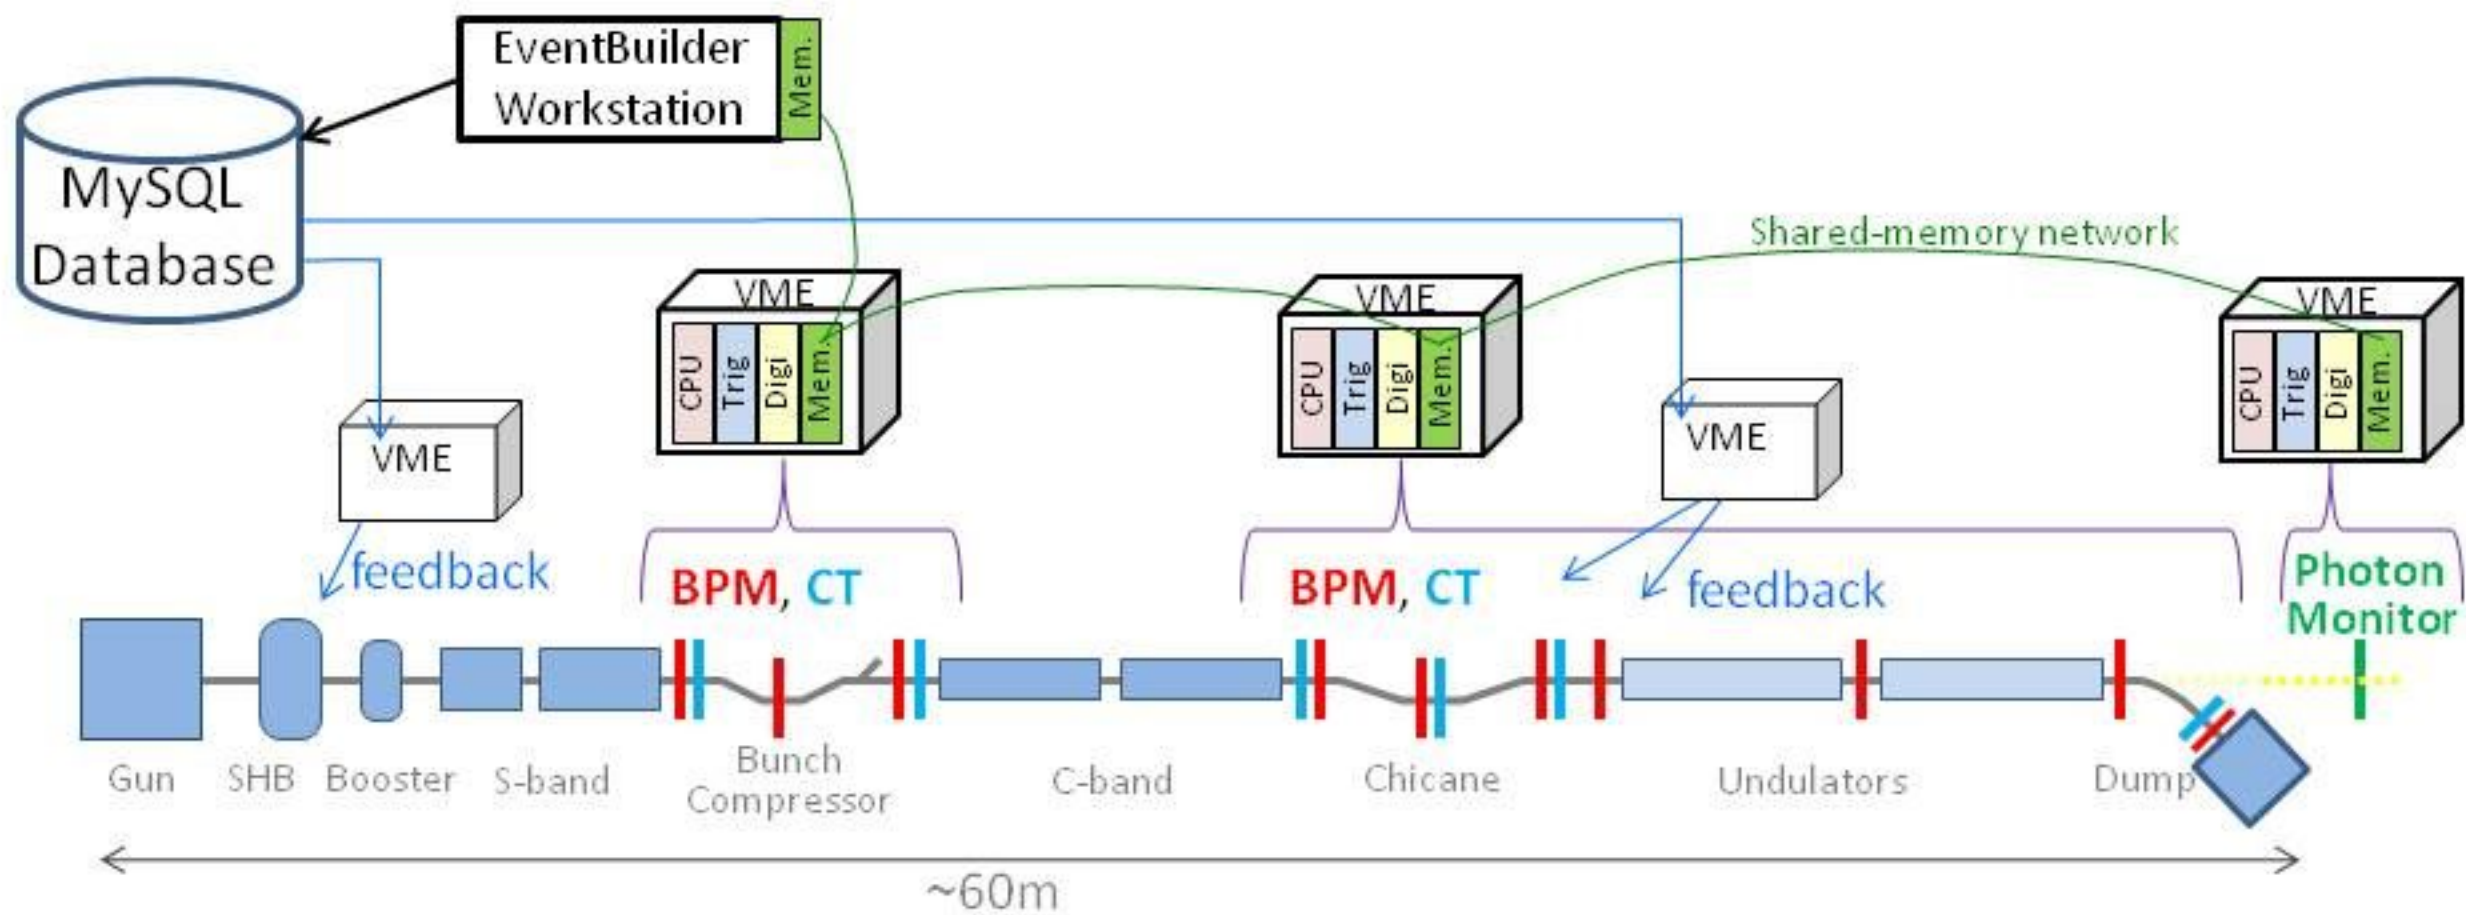 EventBuilder
Workstation
Mem.
MySQL
Database
Shared-memory network
VME
CPU
Trig
Digi
Mem.
VME
CPU
Trig
Digi
Mem.
VME
CPU
Trig
Digi
Mem.
VME
VME
feedback
BPM, CT
BPM, CT
feedback
Photon
Monitor
Gun
SHB
Booster
S-band
Bunch
Compressor
C-band
Chicane
Undulators
Dump
~60m